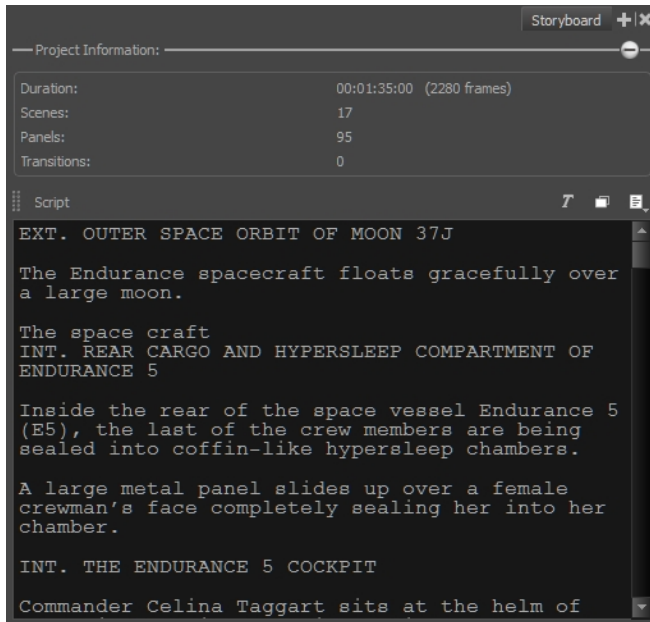 Storyboard
Project Information:
Duration: 00:01:35:00 (2280 frames)
Scenes: 17
Panels: 95
Transitions: 0
Script
EXT. OUTER SPACE ORBIT OF MOON 37J
The Endurance spacecraft floats gracefully over
a large moon.
The space craft
INT. REAR CARGO AND HYPERSLEEP COMPARTMENT OF
ENDURANCE 5
Inside the rear of the space vessel Endurance 5
(E5), the last of the crew members are being
sealed into coffin-like hypersleep chambers.
A large metal panel slides up over a female
crewman's face completely sealing her into her
chamber.
INT. THE ENDURANCE 5 COCKPIT
Commander Celina Taggart sits at the helm of